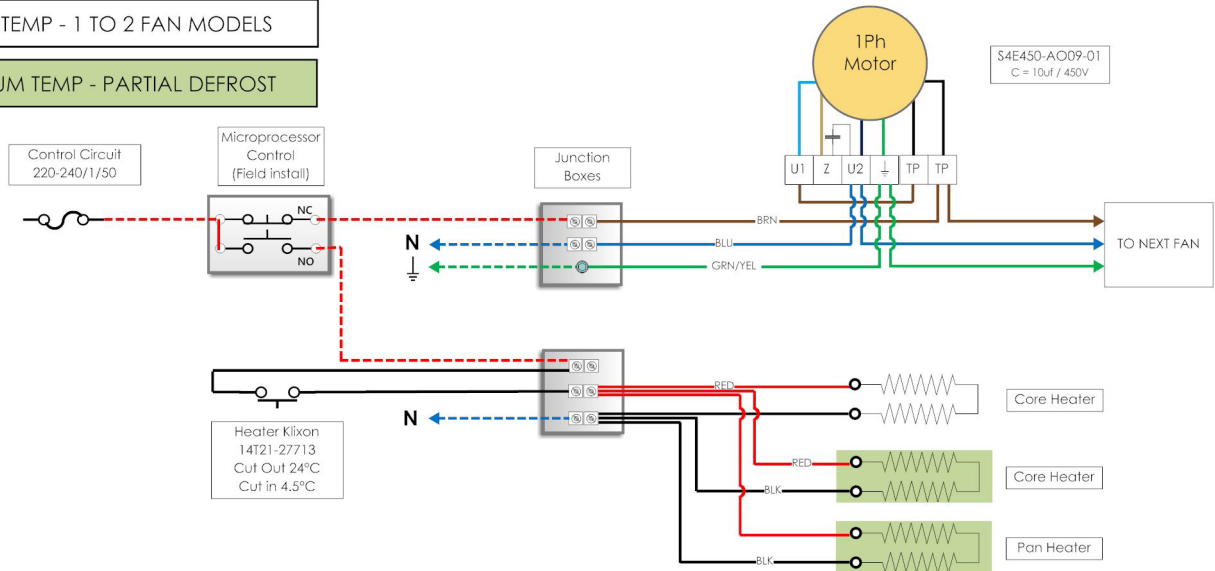 TEMP - 1 TO 2 FAN MODELS
UM TEMP - PARTIAL DEFROST
Control Circuit
220-240/1/50
Microprocessor
Control
(Field install)
NC
NO
Junction
Boxes
1Ph
Motor
S4E450-AO09-01
C = 10uf / 450V
U1 Z U2 TP TP
BRN
N
BLU
GRN/YEL
TO NEXT FAN
Heater Klixon
14T21-27713
Cut Out 24°C
Cut in 4.5°C
N
RED
Core Heater
RED
BLK
Core Heater
BLK
Pan Heater